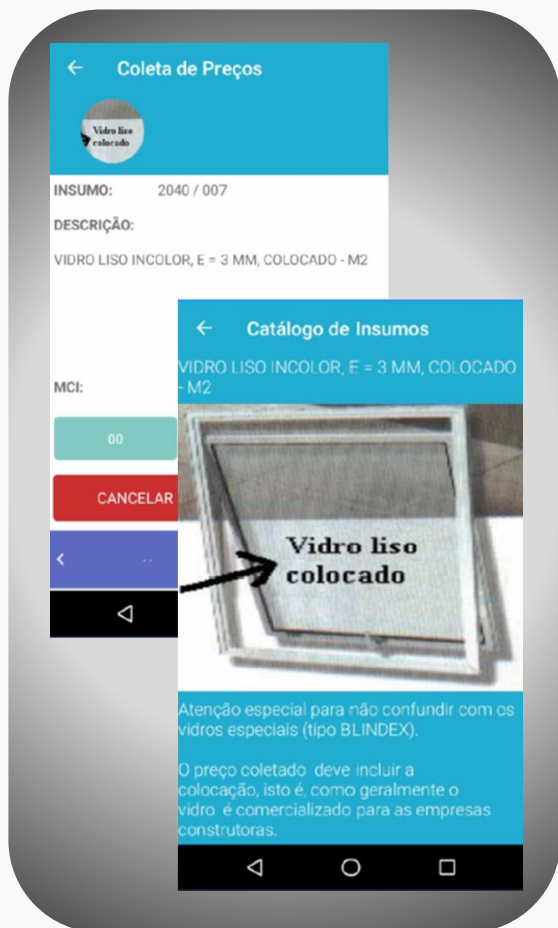 Coleta de Preços
Vidro liso
colocado
INSUMO: 2040 / 007
DESCRIÇÃO:
VIDRO LISO INCOLOR, E = 3 MM, COLOCADO - M2
MCI:
00
CANCELAR
Catálogo de Insumos
VIDRO LISO INCOLOR, E = 3 MM, COLOCADO
- M2
Vidro liso
colocado
Atenção especial para não confundir com os
vidros especiais (tipo BLINDEX).
O preço coletado deve incluir a
colocação, isto é, como geralmente o
vidro é comercializado para as empresas
construtoras.